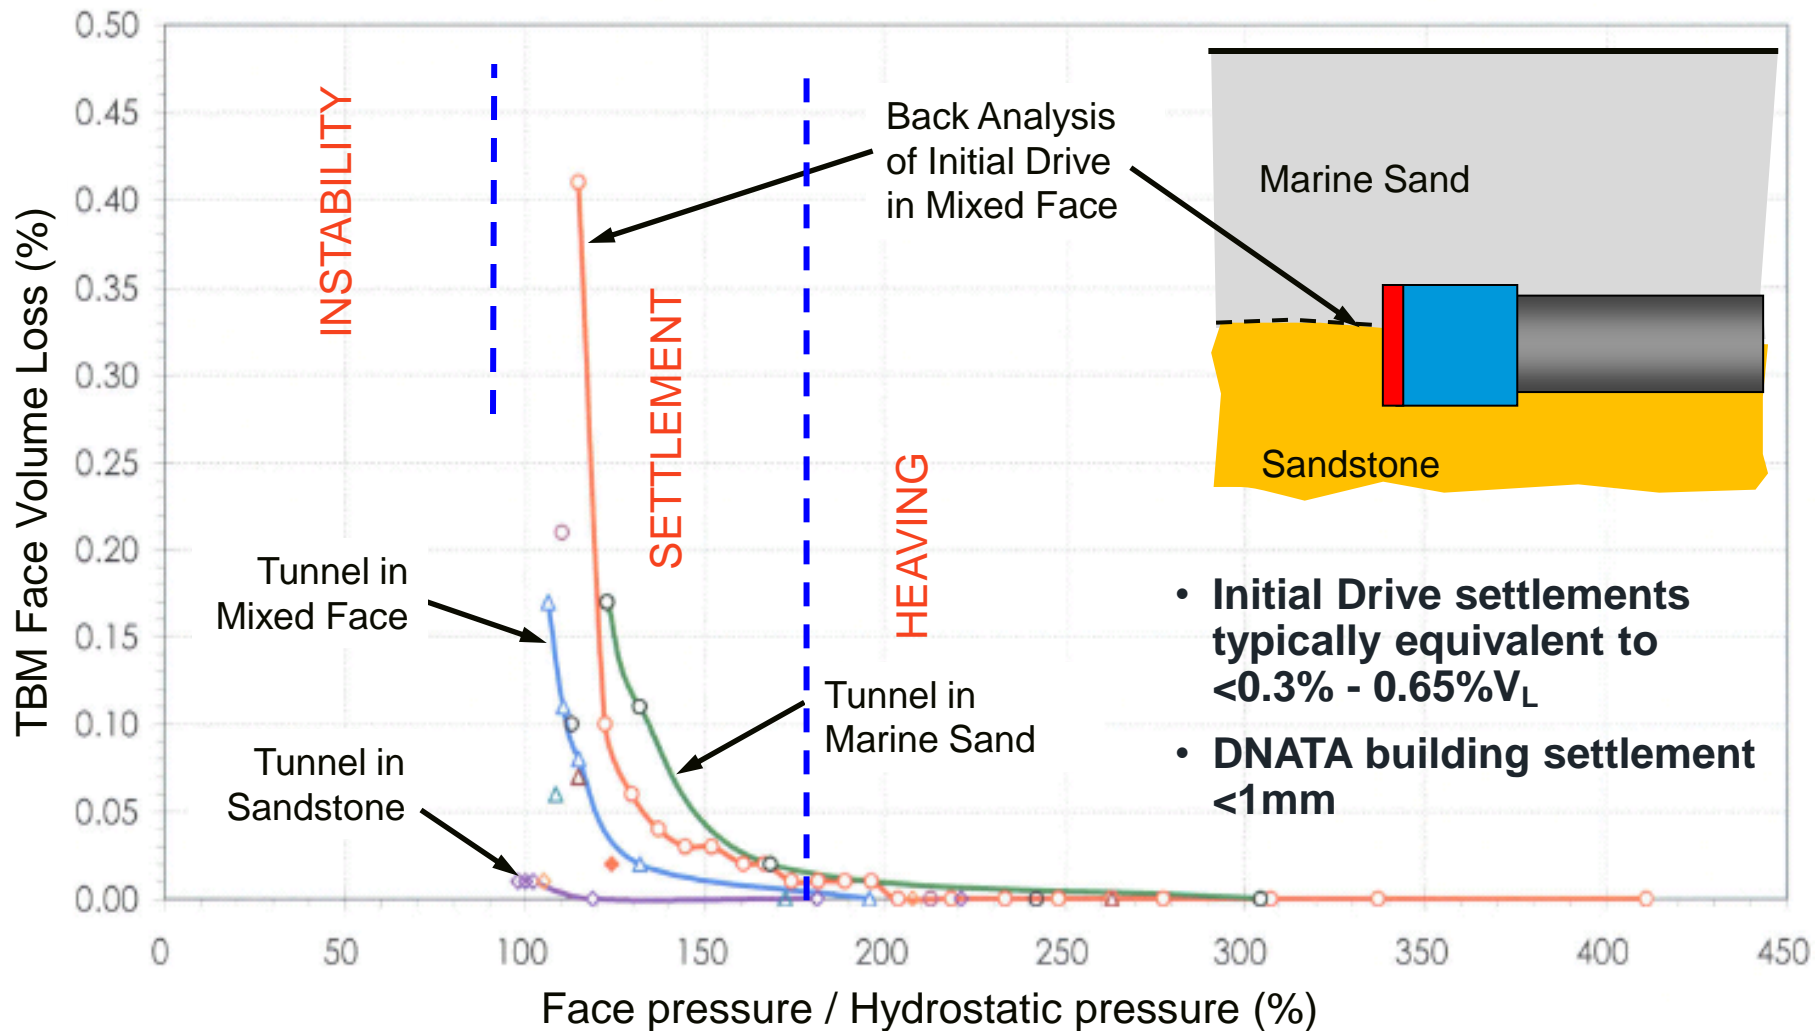 0.50
0.45
0.40
0.35
0.30
0.25
0.20
0.15
0.10
0.05
0.00
TBM Face Volume Loss (%)
0
50
100
150
200
250
300
350
400
450
Face pressure / Hydrostatic pressure (%)
INSTABILITY
SETTLEMENT
HEAVING
Back Analysis
of Initial Drive
in Mixed Face
Tunnel in
Mixed Face
Tunnel in
Sandstone
Tunnel in
Marine Sand
Marine Sand
Sandstone
• Initial Drive settlements
typically equivalent to
<0.3% - 0.65%VL
• DNATA building settlement
<1mm